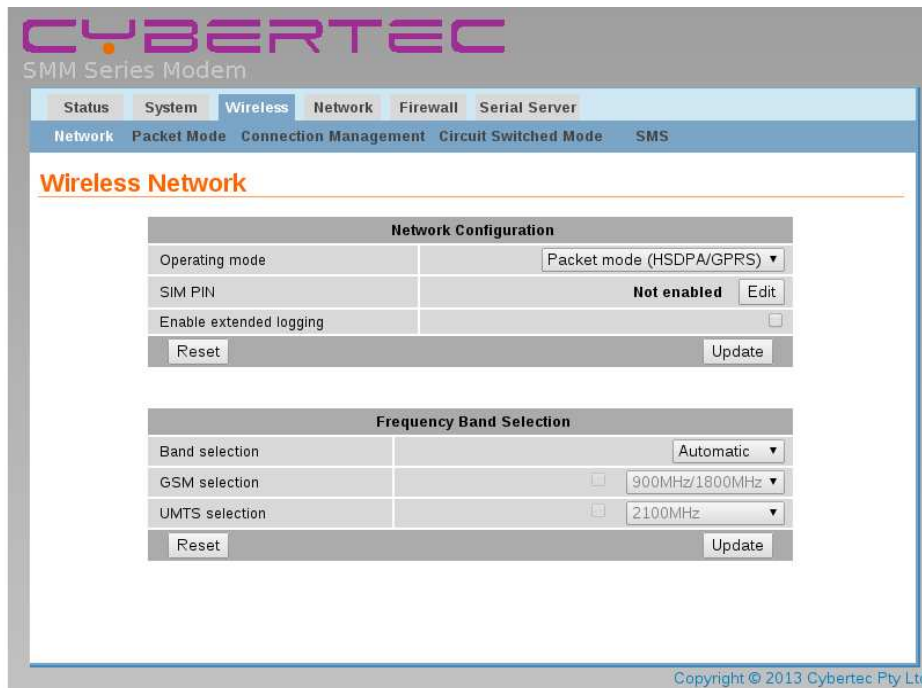 CYBERTEC
SMM Series Modem
Status System Wireless Network Firewall Serial Server
Network Packet Mode Connection Management Circuit Switched Mode SMS
Wireless Network
Network Configuration
Operating mode Packet mode (HSDPA/GPRS)
SIM PIN Not enabled Edit
Enable extended logging
Reset Update
Frequency Band Selection
Band selection Automatic
GSM selection 900MHz/1800MHz
UMTS selection 2100MHz
Reset Update
Copyright © 2013 Cybertec Pty Lt